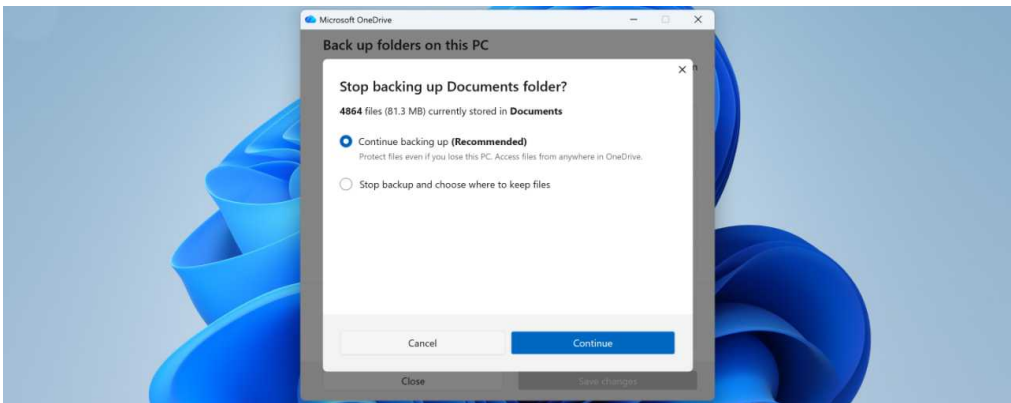 Microsoft OneDrive
Back up folders on this PC
Stop backing up Documents folder?
4864 files (81.3 MB) currently stored in Documents
Continue backing up (Recommended)
Protect files even if you lose this PC. Access files from anywhere in OneDrive.
Stop backup and choose where to keep files
Cancel
Continue
Close
Save changes